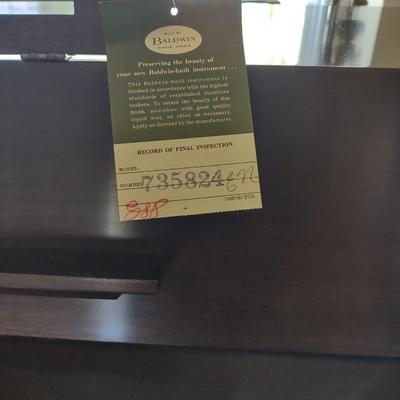 BUILT BY
BALDWIN
Preserving the beauty of
your new Baldwin-built instrument...
This Baldwin-built instrument is
finished in accordance with the highest
standards of established furniture
makers. To retain the beauty of this
finish, with good quality
liquid wax, as often as necessary.
Apply as directed by the manufacturer.
RECORD OF FINAL INSPECTION
MODEL
NUMBER 735824
INSPECTOR